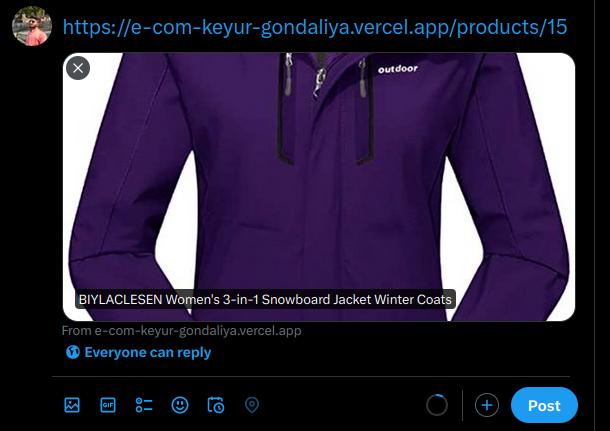 https://e-com-keyur-gondaliya.vercel.app/products/15
outdoor
BIYLACLESEN Women's 3-in-1 Snowboard Jacket Winter Coats
From e-com-keyur-gondaliya.vercel.app
Everyone can reply
GIF
Post